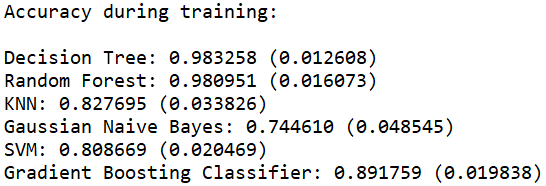 Accuracy during training:
Decision Tree: 0.983258 (0.012608)
Random Forest: 0.980951 (0.016073)
KNN: 0.827695 (0.033826)
Gaussian Naive Bayes: 0.744610 (0.048545)
SVM: 0.808669 (0.020469)
Gradient Boosting Classifier: 0.891759 (0.019838)